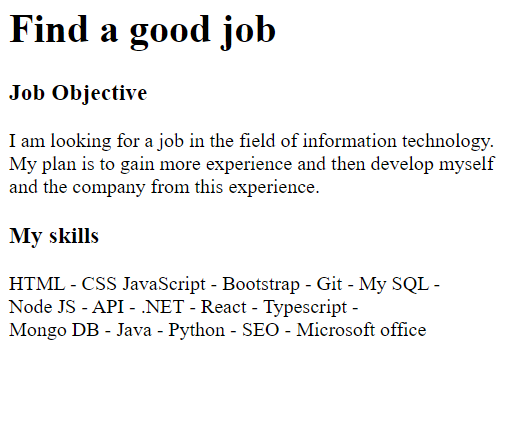 Find a good job
Job Objective
I am looking for a job in the field of information technology.
My plan is to gain more experience and then develop myself
and the company from this experience.
My skills
HTML - CSS JavaScript - Bootstrap - Git - My SQL -
Node JS - API - .NET - React - Typescript -
Mongo DB - Java - Python - SEO - Microsoft office